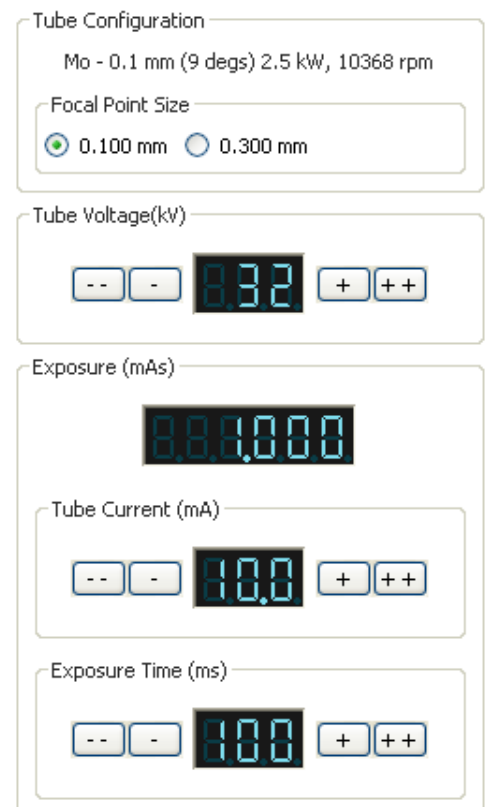 Tube Configuration
Mo - 0.1 mm (9 degs) 2.5 kW, 10368 rpm
Focal Point Size
0.100 mm 0.300 mm
Tube Voltage(kV)
-- - 32 + ++
Exposure (mAs)
1.000
Tube Current (mA)
-- - 10.0 + ++
Exposure Time (ms)
-- - 100 + ++